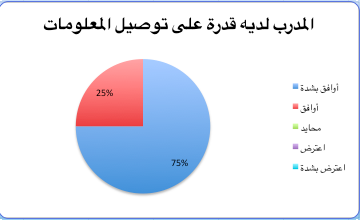 المدرب لديه قدرة على توصيل المعلومات
25%
75%
أوافق بشدة
أوافق
محايد
اعترض
اعترض بشدة